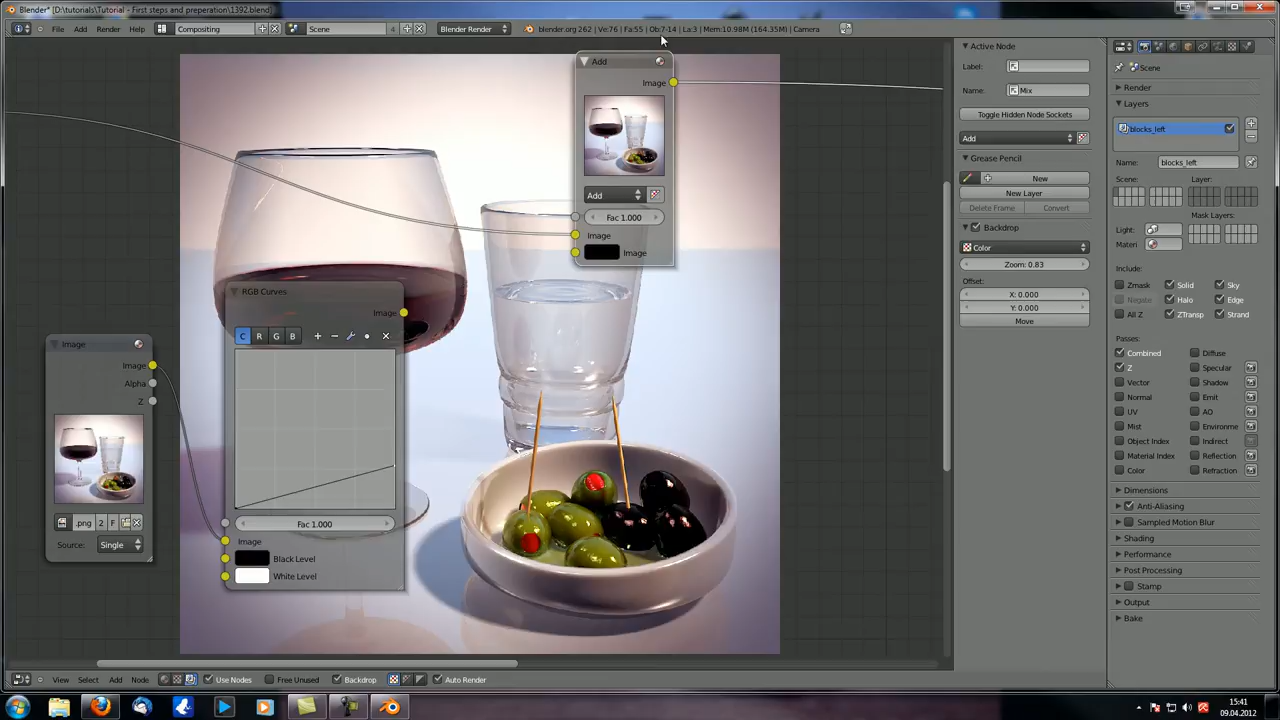 Blender* [D:\tutorials\Tutorial - First steps and preperation\1392.blend]
File Add Render Help Compositing Scene 4 Blender Render blender.org 262 | Ve:76 | Fa:55 | Ob:7-14 | La:3 | Mem:10.98M (164.35M) | Camera
Add
Image
Add
Fac 1.000
Image
Image
RGB Curves
Image
C R G B
Fac 1.000
Image
Black Level
White Level
Image
Image
Alpha
Z
.png 2 F
Source: Single
Active Node
Label:
Name: Mix
Toggle Hidden Node Sockets
Add
Grease Pencil
New
New Layer
Delete Frame Convert
Backdrop
Color
Zoom: 0.83
Offset:
X: 0.000
Y: 0.000
Move
Scene
Render
Layers
blocks_left
Name: blocks_left
Scene: Layer:
Mask Layers:
Light:
Materi
Include:
Zmask Solid Sky
Negate Halo Edge
All Z ZTransp Strand
Passes:
Combined Diffuse
Z Specular
Vector Shadow
Normal Emit
UV AO
Mist Environme
Object Index Indirect
Material Index Reflection
Color Refraction
Dimensions
Anti-Aliasing
Sampled Motion Blur
Shading
Performance
Post Processing
Stamp
Output
Bake
View Select Add Node Use Nodes Free Unused Backdrop Auto Render
15:41
09.04.2012